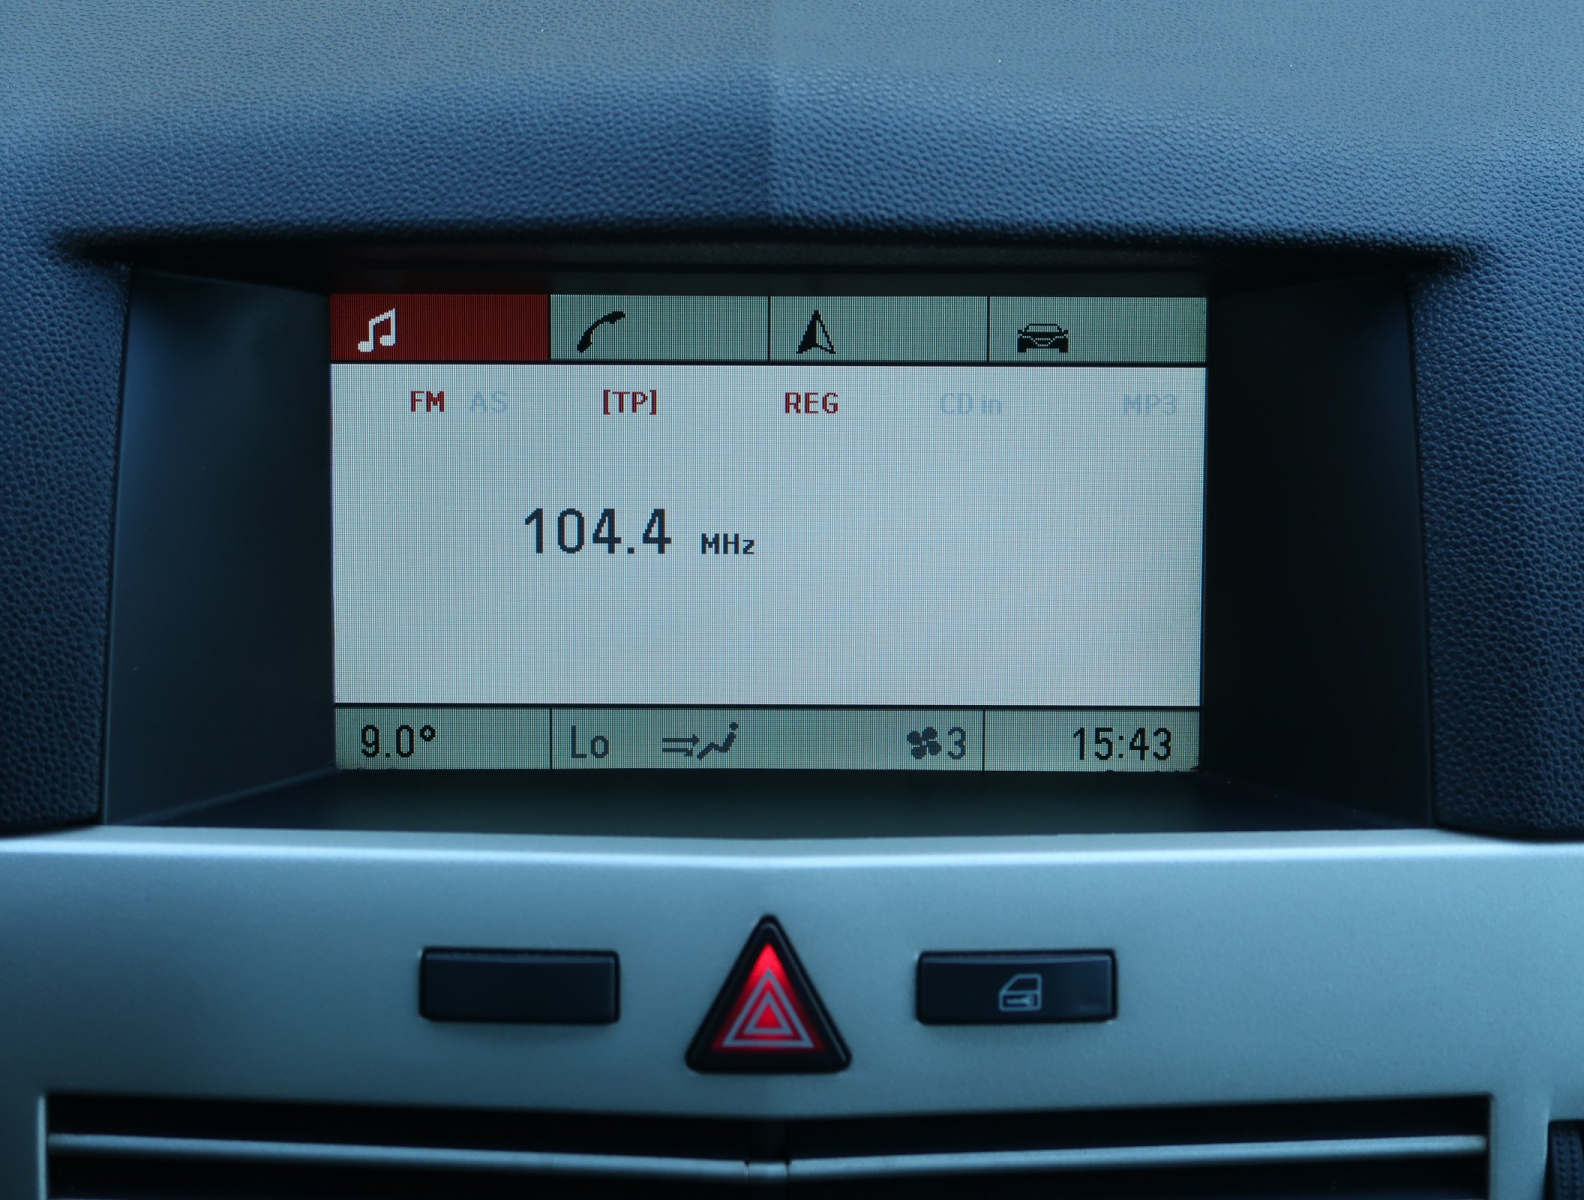 FM AS [TP] REG CD in MP3
104.4 MHz
9.0° Lo 3 15:43